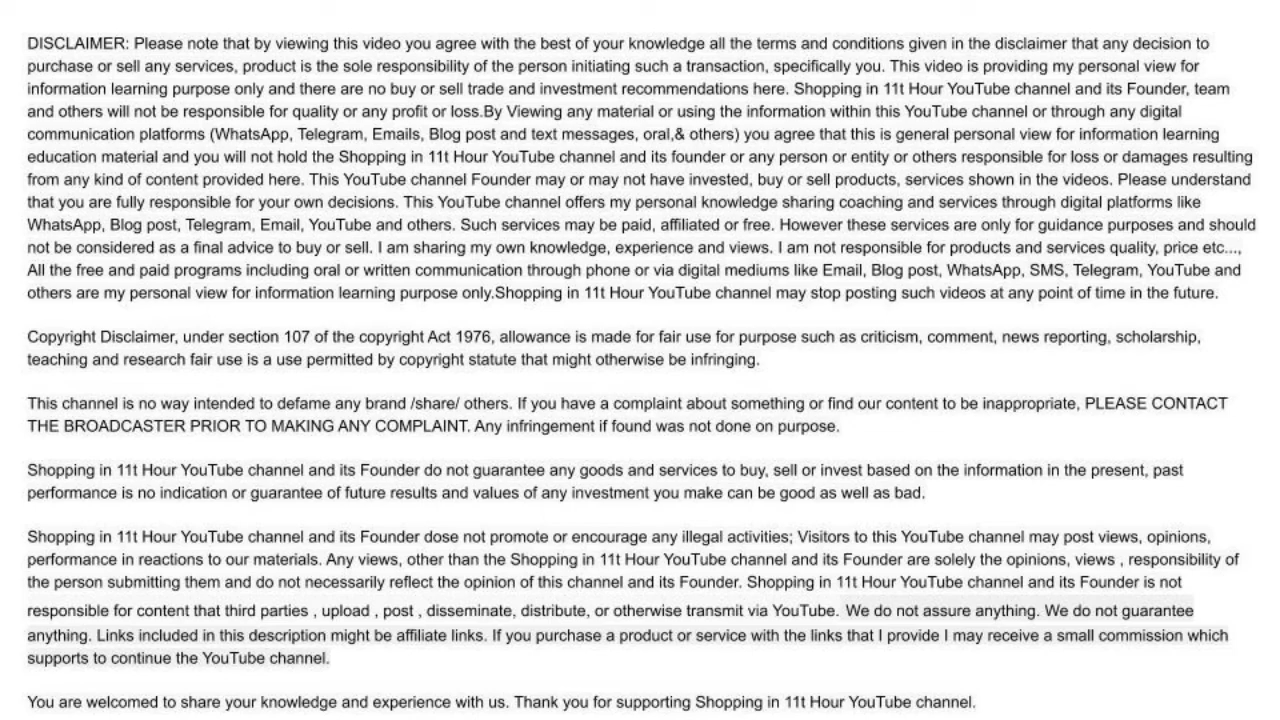 DISCLAIMER: Please note that by viewing this video you agree with the best of your knowledge all the terms and conditions given in the disclaimer that any decision to
purchase or sell any services, product is the sole responsibility of the person initiating such a transaction, specifically you. This video is providing my personal view for
information learning purpose only and there are no buy or sell trade and investment recommendations here. Shopping in 11t Hour YouTube channel and its Founder, team
and others will not be responsible for quality or any profit or loss.By Viewing any material or using the information within this YouTube channel or through any digital
communication platforms (WhatsApp, Telegram, Emails, Blog post and text messages, oral,& others) you agree that this is general personal view for information learning
education material and you will not hold the Shopping in 11t Hour YouTube channel and its founder or any person or entity or others responsible for loss or damages resulting
from any kind of content provided here. This YouTube channel Founder may or may not have invested, buy or sell products, services shown in the videos. Please understand
that you are fully responsible for your own decisions. This YouTube channel offers my personal knowledge sharing coaching and services through digital platforms like
WhatsApp, Blog post, Telegram, Email, YouTube and others. Such services may be paid, affiliated or free. However these services are only for guidance purposes and should
not be considered as a final advice to buy or sell. I am sharing my own knowledge, experience and views. I am not responsible for products and services quality, price etc...,
All the free and paid programs including oral or written communication through phone or via digital mediums like Email, Blog post, WhatsApp, SMS, Telegram, YouTube and
others are my personal view for information learning purpose only.Shopping in 11t Hour YouTube channel may stop posting such videos at any point of time in the future.
Copyright Disclaimer, under section 107 of the copyright Act 1976, allowance is made for fair use for purpose such as criticism, comment, news reporting, scholarship,
teaching and research fair use is a use permitted by copyright statute that might otherwise be infringing.
This channel is no way intended to defame any brand /share/ others. If you have a complaint about something or find our content to be inappropriate, PLEASE CONTACT
THE BROADCASTER PRIOR TO MAKING ANY COMPLAINT. Any infringement if found was not done on purpose.
Shopping in 11t Hour YouTube channel and its Founder do not guarantee any goods and services to buy, sell or invest based on the information in the present, past
performance is no indication or guarantee of future results and values of any investment you make can be good as well as bad.
Shopping in 11t Hour YouTube channel and its Founder dose not promote or encourage any illegal activities; Visitors to this YouTube channel may post views, opinions,
performance in reactions to our materials. Any views, other than the Shopping in 11t Hour YouTube channel and its Founder are solely the opinions, views , responsibility of
the person submitting them and do not necessarily reflect the opinion of this channel and its Founder. Shopping in 11t Hour YouTube channel and its Founder is not
responsible for content that third parties , upload , post , disseminate, distribute, or otherwise transmit via YouTube. We do not assure anything. We do not guarantee
anything. Links included in this description might be affiliate links. If you purchase a product or service with the links that I provide I may receive a small commission which
supports to continue the YouTube channel.
You are welcomed to share your knowledge and experience with us. Thank you for supporting Shopping in 11t Hour YouTube channel.